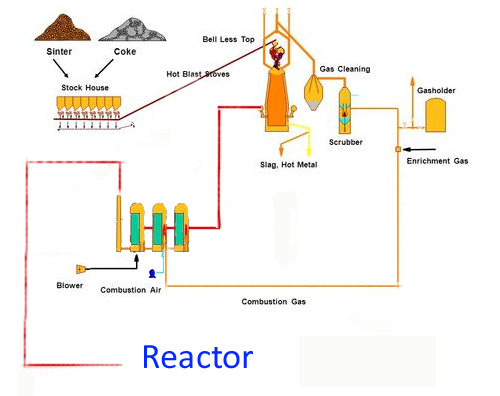 Bell Less Top
Sinter
Coke
Gas Cleaning
Hot Blast Stoves
Stock House
Gasholder
Scrubber
Slag, Hot Metal
Enrichment Gas
Blower
Combustion Air
Combustion Gas
Reactor